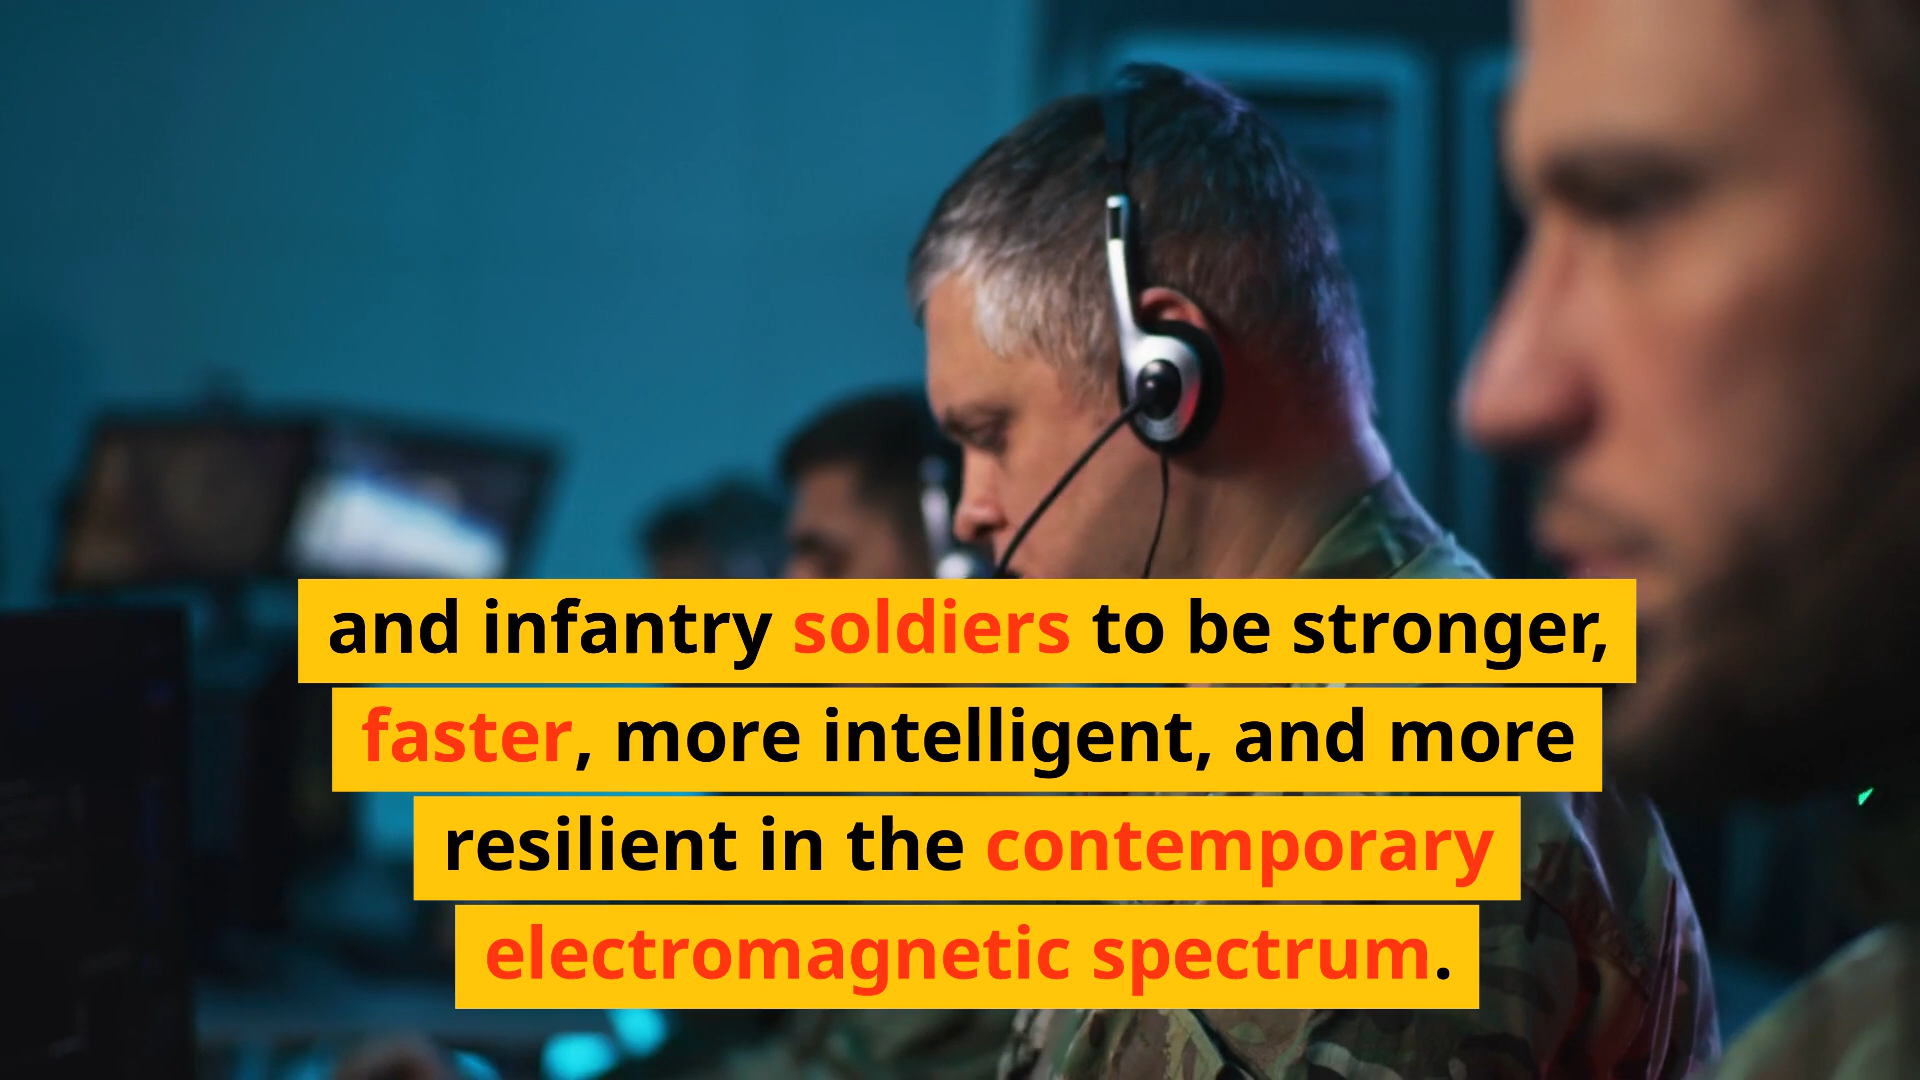 and infantry soldiers to be stronger,
faster, more intelligent, and more
resilient in the contemporary
electromagnetic spectrum.